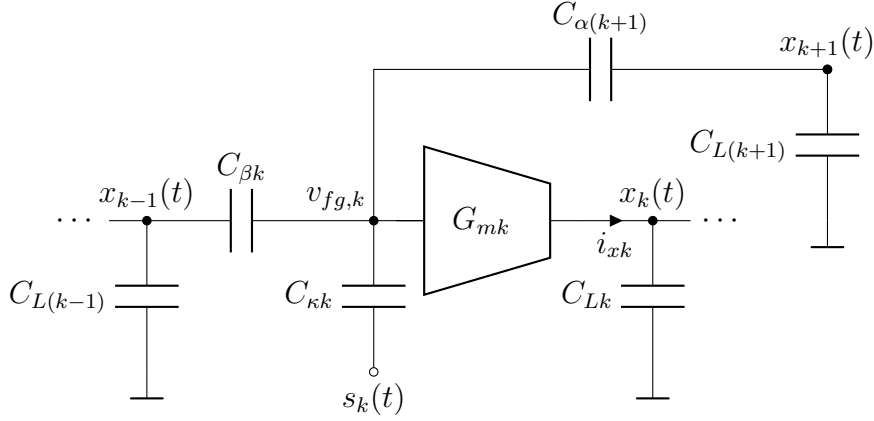 C_{α(k+1)}
x_{k+1}(t)
C_{L(k+1)}
C_{βk}
x_{k−1}(t)
v_{fg,k}
G_{mk}
x_k(t)
⋯
⋯
i_{xk}
C_{L(k−1)}
C_{κk}
C_{Lk}
s_k(t)